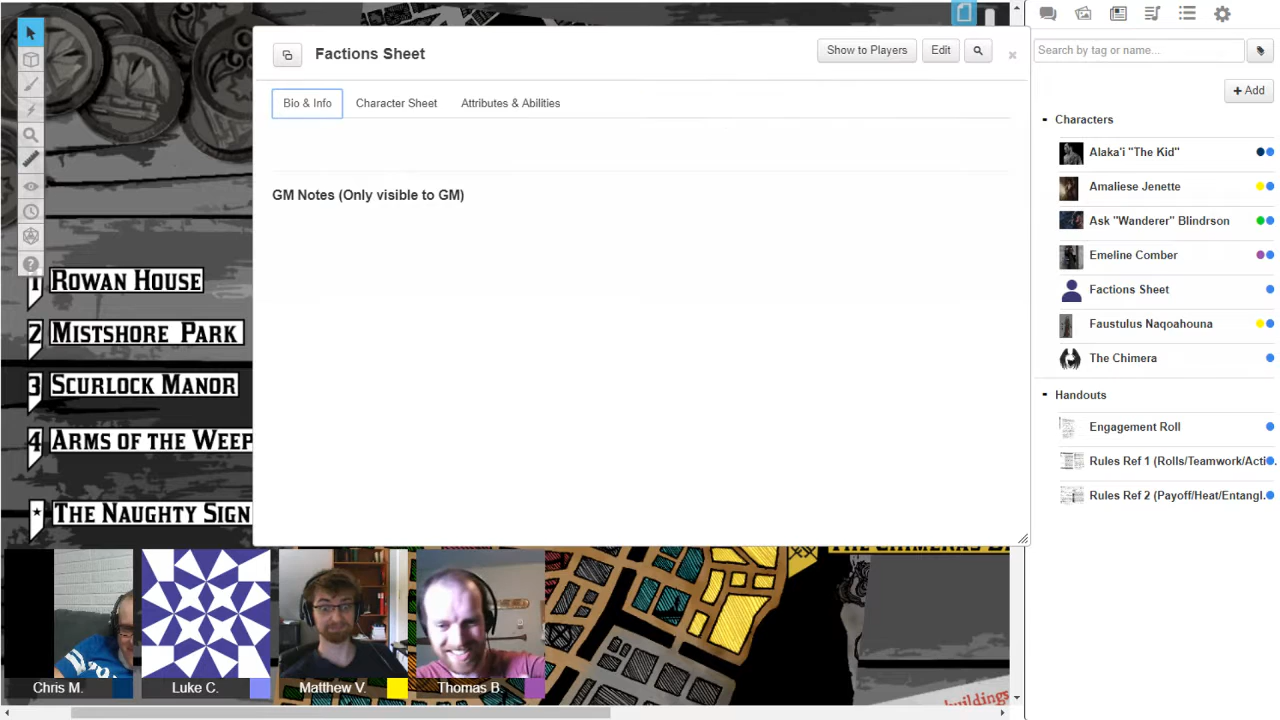 Factions Sheet
Show to Players
Edit
Bio & Info
Character Sheet
Attributes & Abilities
GM Notes (Only visible to GM)
1 ROWAN HOUSE
2 MISTSHORE PARK
3 SCURLOCK MANOR
4 ARMS OF THE WEEP
★ THE NAUGHTY SIGN
THE CHIMERAS
buildings
Chris M.
Luke C.
Matthew V.
Thomas B.
Search by tag or name...
+ Add
- Characters
Alaka'i "The Kid"
Amaliese Jenette
Ask "Wanderer" Blindrson
Emeline Comber
Factions Sheet
Faustulus Naqoahouna
The Chimera
- Handouts
Engagement Roll
Rules Ref 1 (Rolls/Teamwork/Acti...
Rules Ref 2 (Payoff/Heat/Entangl...